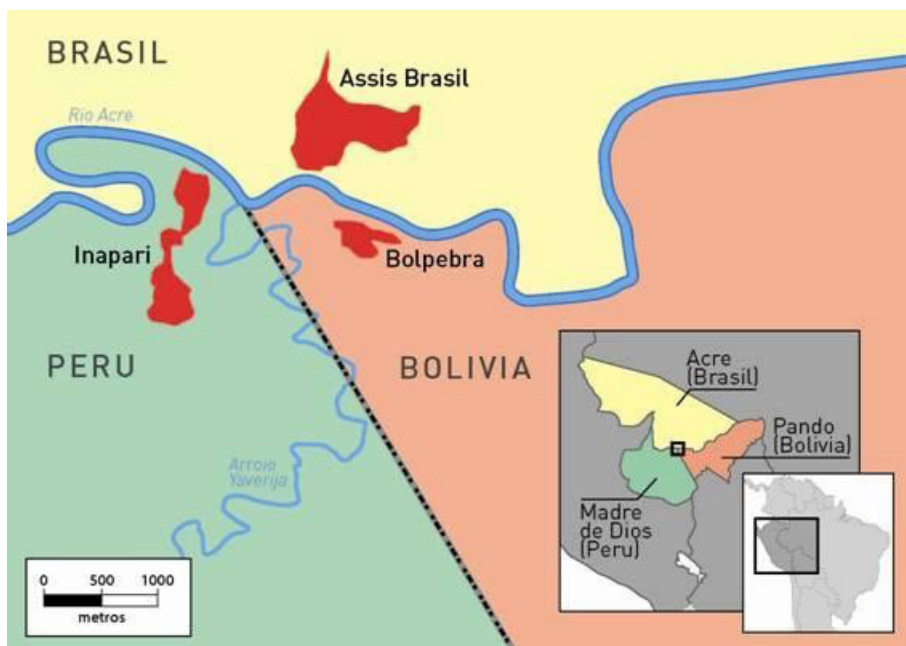 BRASIL
Assis Brasil
Rio Acre
Inapari
Bolpebra
PERU
BOLIVIA
Arroio
Yaverija
Acre
(Brasil)
Pando
(Bolivia)
Madre
de Dios
(Peru)
0 500 1000
metros